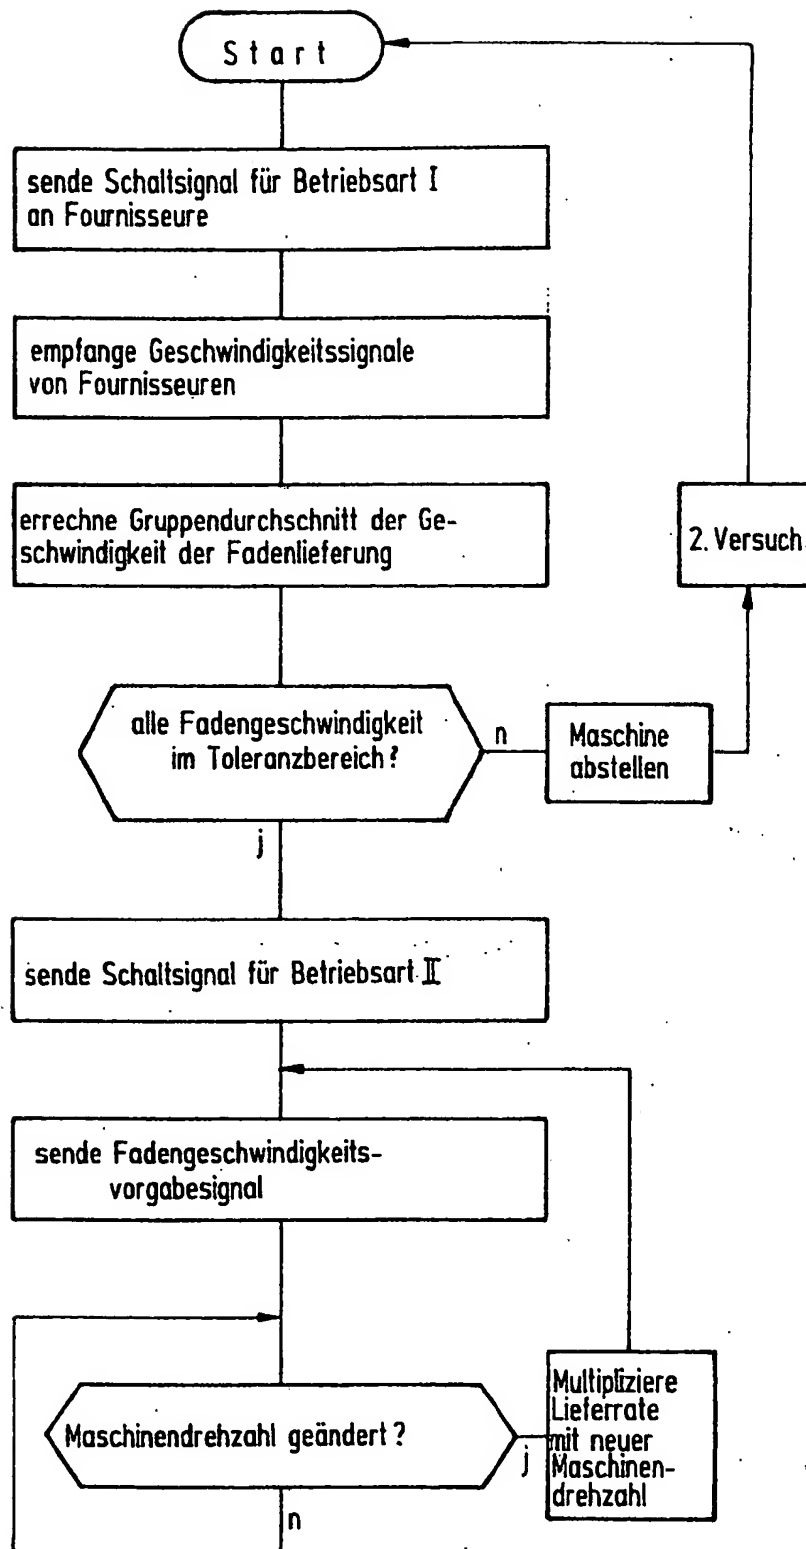 Start
sende Schaltsignal für Betriebsart I
an Fournisseure
empfange Geschwindigkeitssignale
von Fournisseuren
errechne Gruppendurchschnitt der Ge-
schwindigkeit der Fadenlieferung
2. Versuch
alle Fadengeschwindigkeit
im Toleranzbereich?
n
Maschine
abstellen
j
sende Schaltsignal für Betriebsart II
sende Fadengeschwindigkeits-
vorgabesignal
Maschinendrehzahl geändert?
j
Multipliziere
Lieferrate
mit neuer
Maschinen-
drehzahl
n